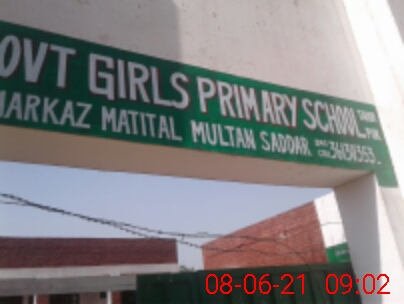 OVT GIRLS PRIMARY SCHOOL
MARKAZ MATITAL MULTAN SADDAR
08-06-21 09:02